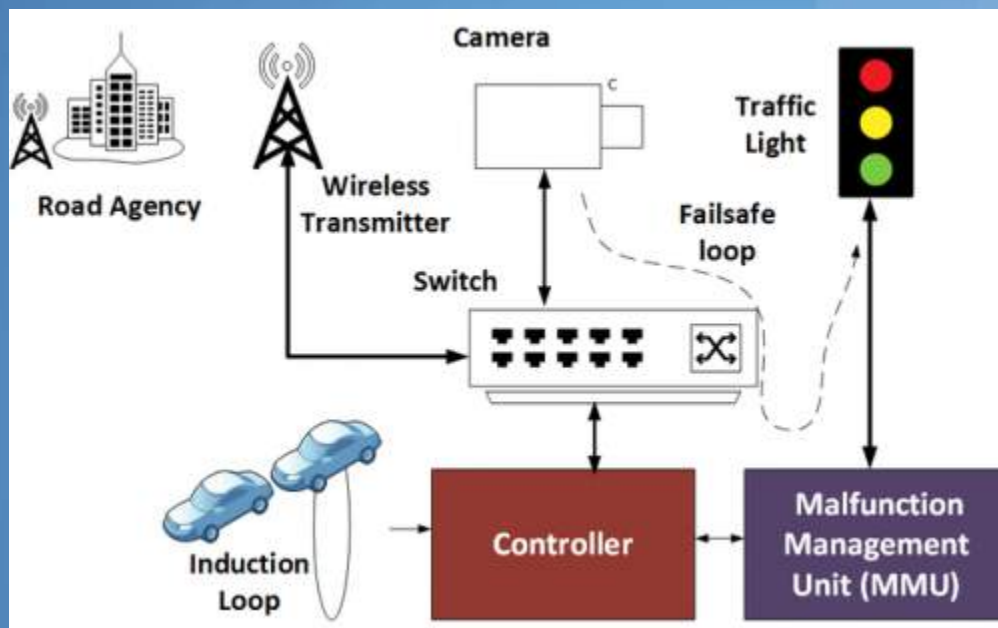 Camera
C
Traffic
Light
Road Agency
Wireless
Transmitter
Failsafe
loop
Switch
Induction
Loop
Controller
Malfunction
Management
Unit (MMU)